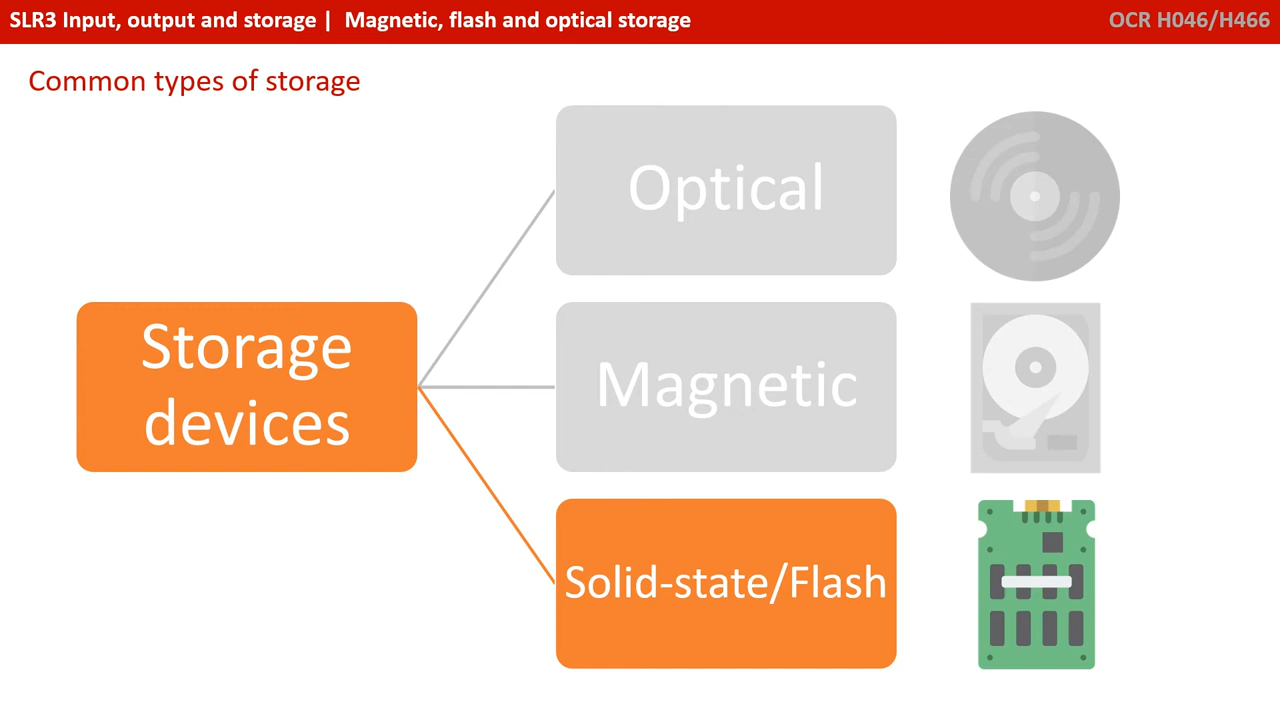 SLR3 Input, output and storage | Magnetic, flash and optical storage
OCR H046/H466
Common types of storage
Optical
Storage
devices
Magnetic
Solid-state/Flash